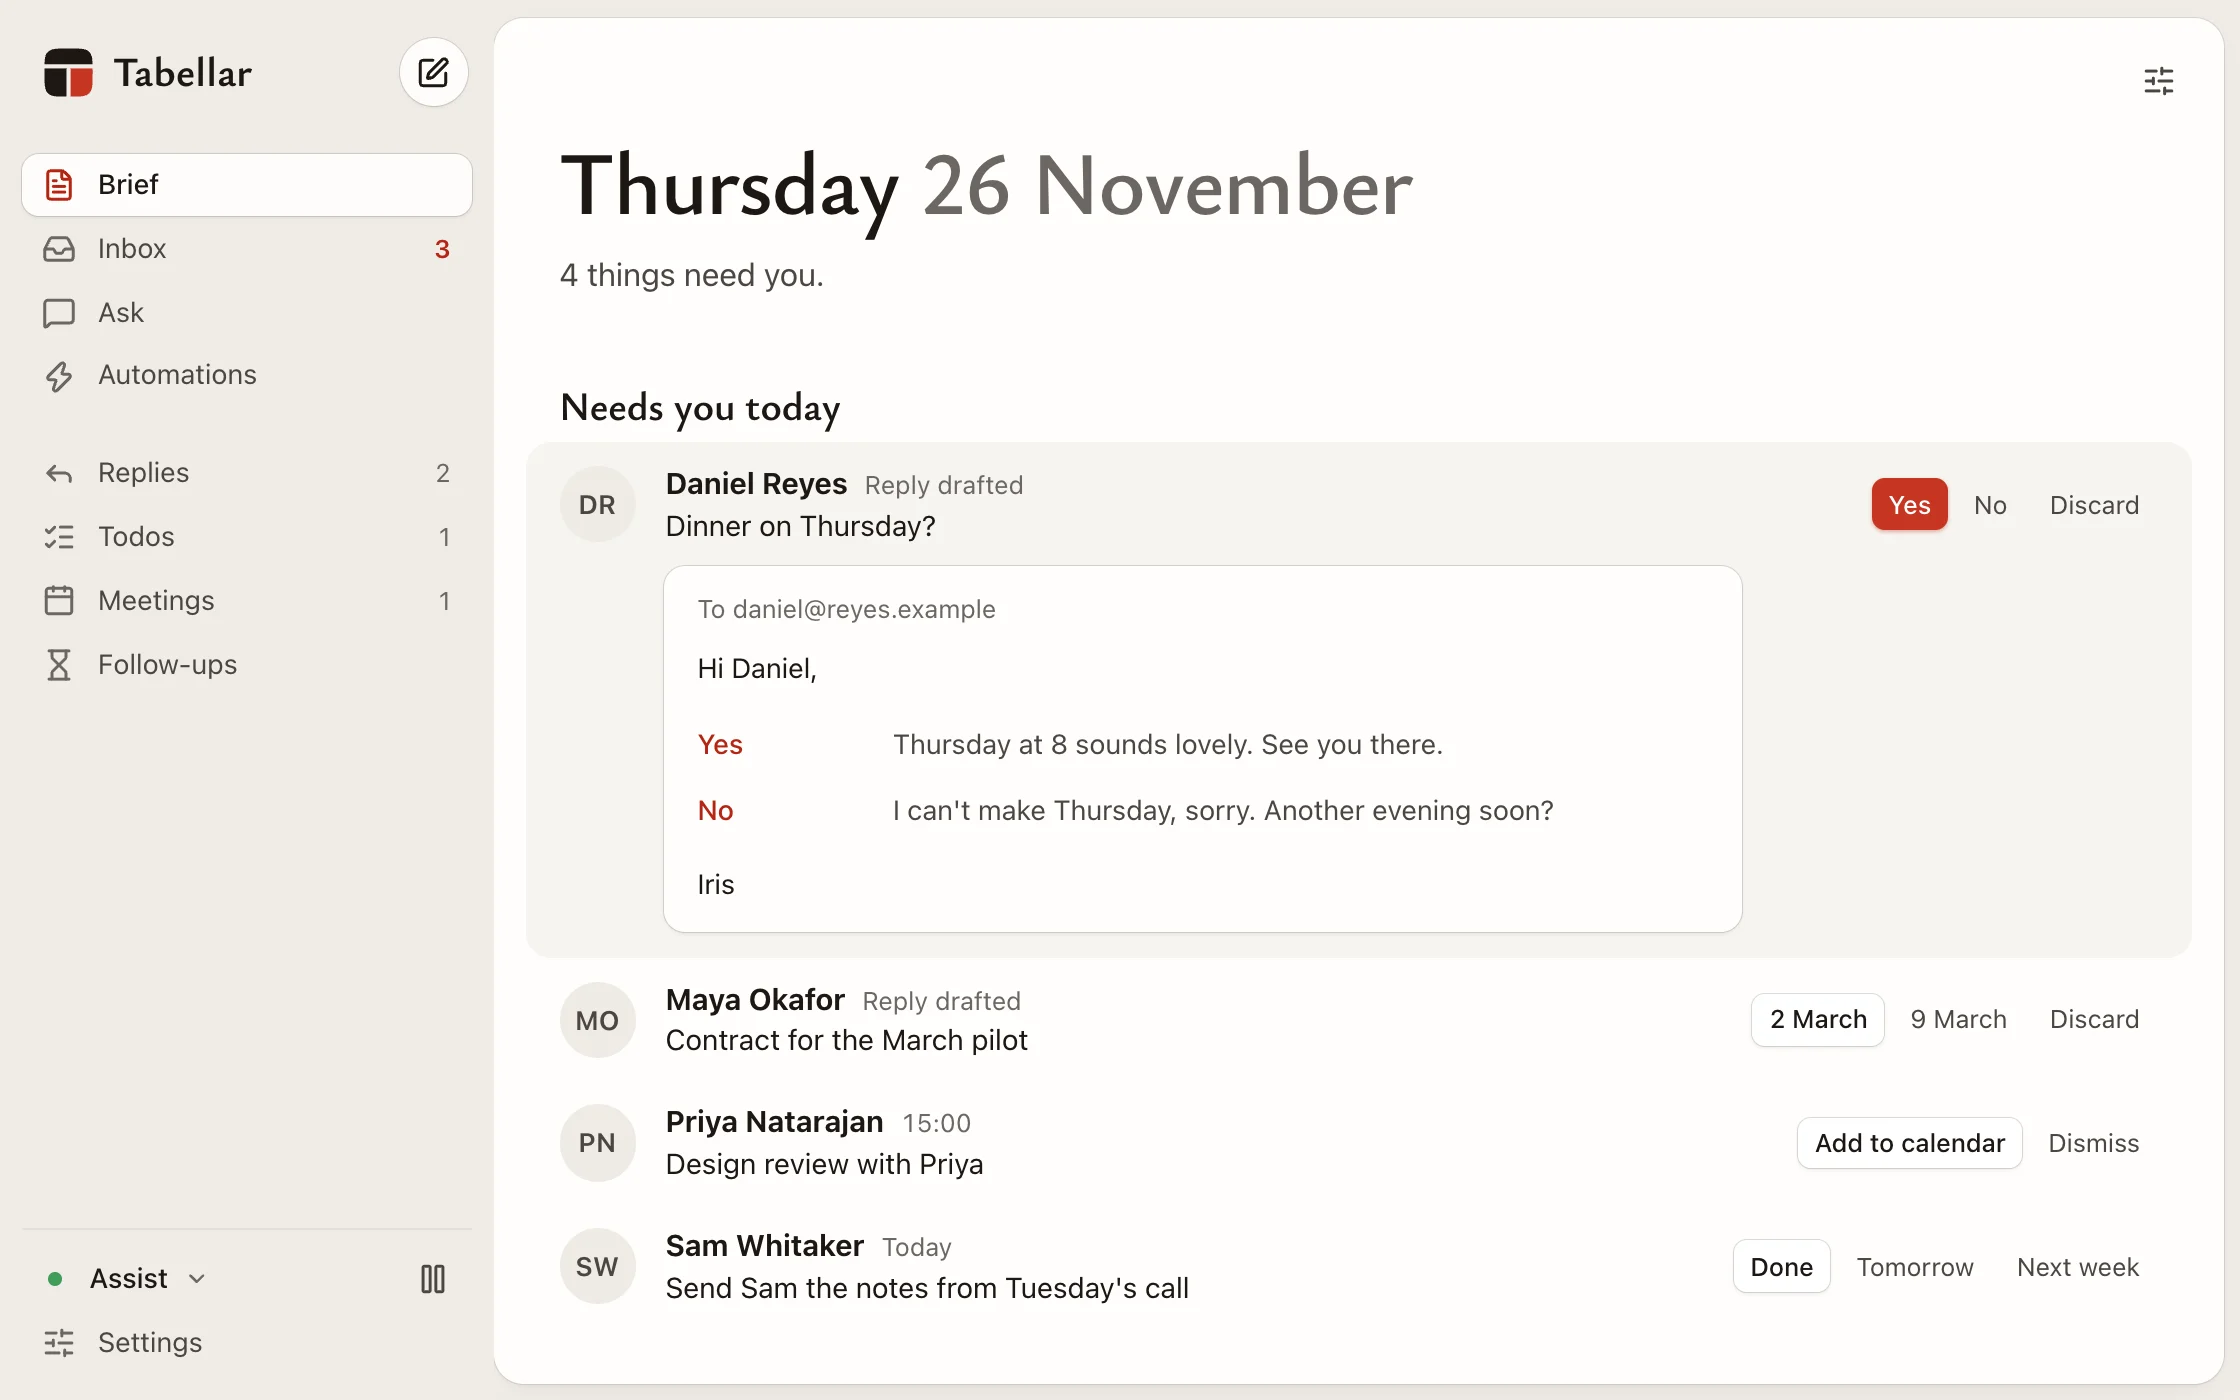 Tabellar
Brief
Inbox 3
Ask
Automations
Replies 2
Todos 1
Meetings 1
Follow-ups
Assist
Settings
Thursday 26 November
4 things need you.
Needs you today
DR
Daniel Reyes Reply drafted
Dinner on Thursday?
Yes No Discard
To daniel@reyes.example
Hi Daniel,
Yes Thursday at 8 sounds lovely. See you there.
No I can't make Thursday, sorry. Another evening soon?
Iris
MO
Maya Okafor Reply drafted
Contract for the March pilot
2 March 9 March Discard
PN
Priya Natarajan 15:00
Design review with Priya
Add to calendar Dismiss
SW
Sam Whitaker Today
Send Sam the notes from Tuesday's call
Done Tomorrow Next week